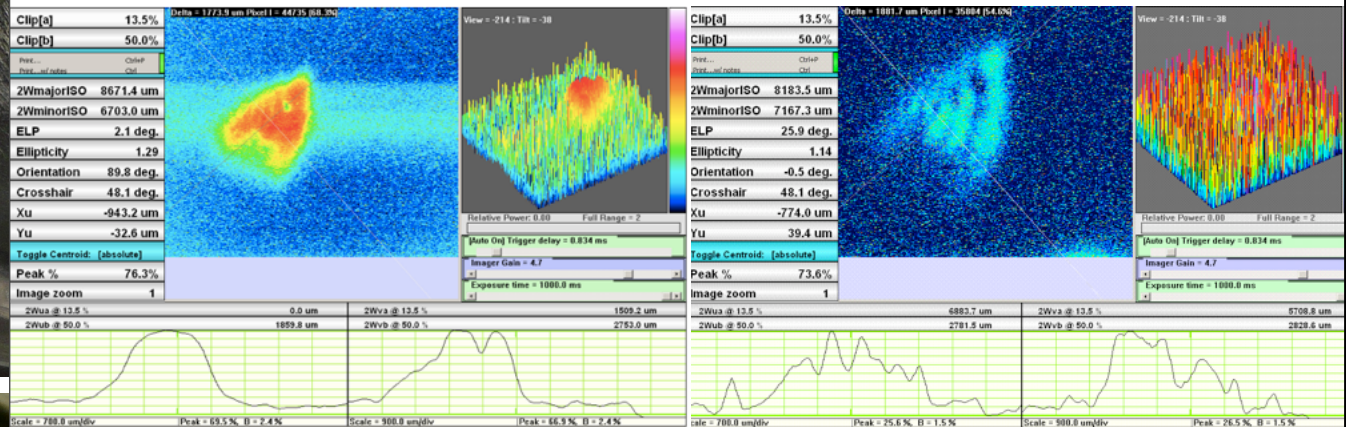 Clip[a] 13.5%
Clip[b] 50.0%
Print... Ctrl+P
Print...w/ notes Ctrl
2WmajorISO 8671.4 um
2WminorISO 6703.0 um
ELP 2.1 deg.
Ellipticity 1.29
Orientation 89.8 deg.
Crosshair 48.1 deg.
Xu -943.2 um
Yu -32.6 um
Toggle Centroid: [absolute]
Peak % 76.3%
Image zoom 1
Delta = 1773.9 um Pixel I = 44735 (68.3%)
View = -214 : Tilt = -38
Relative Power: 0.00 Full Range = 2
[Auto On] Trigger delay = 0.834 ms
Imager Gain = 4.7
Exposure time = 1000.0 ms
2Wua @ 13.5 % 0.0 um
2Wva @ 13.5 % 1509.2 um
2Wub @ 50.0 % 1859.8 um
2Wvb @ 50.0 % 2753.0 um
Scale = 700.0 um/div Peak = 69.5 %, B = 2.4 %
Scale = 900.0 um/div Peak = 66.9 %, B = 2.4 %
Clip[a] 13.5%
Clip[b] 50.0%
Print... Ctrl+P
Print...w/ notes Ctrl
2WmajorISO 8183.5 um
2WminorISO 7167.3 um
ELP 25.9 deg.
Ellipticity 1.14
Orientation -0.5 deg.
Crosshair 48.1 deg.
Xu -774.0 um
Yu 39.4 um
Toggle Centroid: [absolute]
Peak % 73.6%
Image zoom 1
Delta = 1881.7 um Pixel I = 35804 (54.6%)
View = -214 : Tilt = -38
Relative Power: 0.00 Full Range = 2
[Auto On] Trigger delay = 0.834 ms
Imager Gain = 4.7
Exposure time = 1000.0 ms
2Wua @ 13.5 % 6883.7 um
2Wva @ 13.5 % 5708.8 um
2Wub @ 50.0 % 2781.5 um
2Wvb @ 50.0 % 2828.6 um
cale = 700.0 um/div Peak = 25.6 %, B = 1.5 %
Scale = 900.0 um/div Peak = 26.5 %, B = 1.5 %